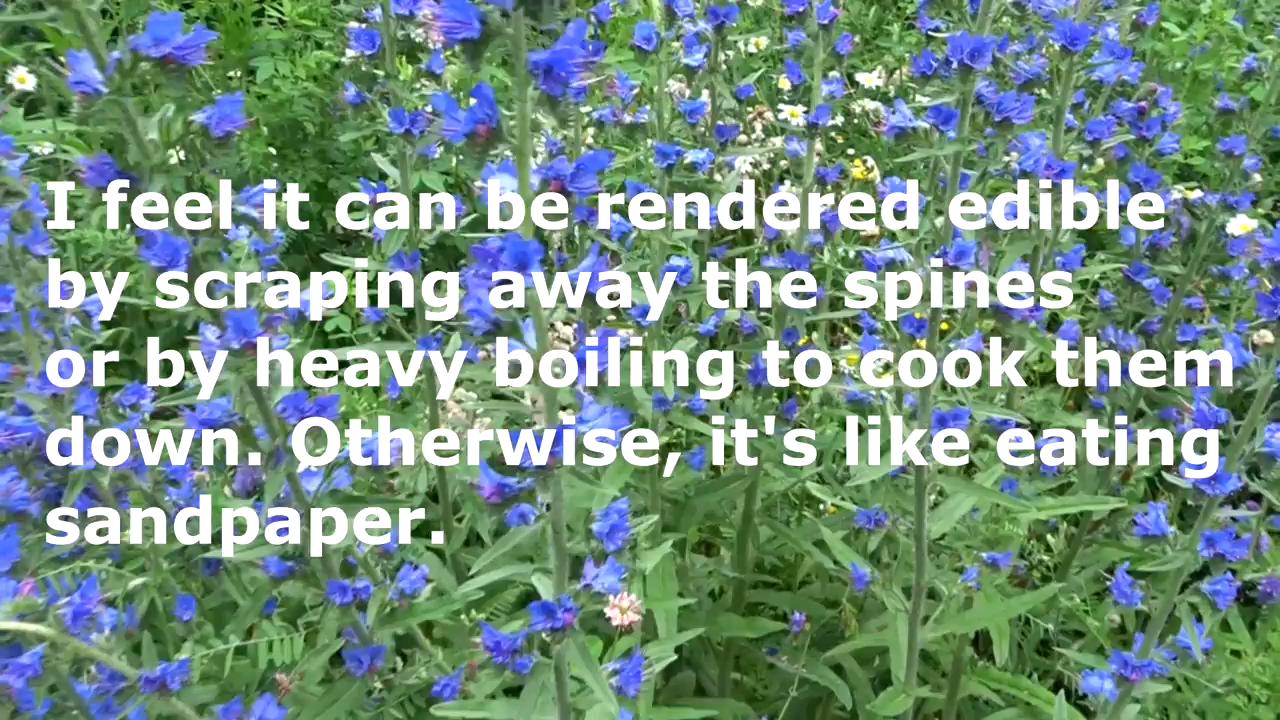 I feel it can be rendered edible
by scraping away the spines
or by heavy boiling to cook them
down. Otherwise, it's like eating
sandpaper.